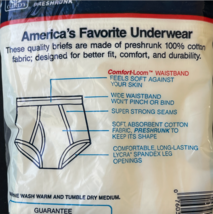 PRESHRUNK
America's Favorite Underwear
These quality briefs are made of preshrunk 100% cotton
fabric; designed for better fit, comfort, and durability.
Comfort-Loom™ WAISTBAND
FEELS SOFT AGAINST
YOUR SKIN
WIDE WAISTBAND
WON'T PINCH OR BIND
SUPER STRONG SEAMS
SOFT, ABSORBENT COTTON
FABRIC, PRESHRUNK TO
KEEP ITS SHAPE
COMFORTABLE, LONG-LASTING,
LYCRA® SPANDEX LEG
OPENINGS
WASH WARM AND TUMBLE DRY MEDIUM.
GUARANTEE